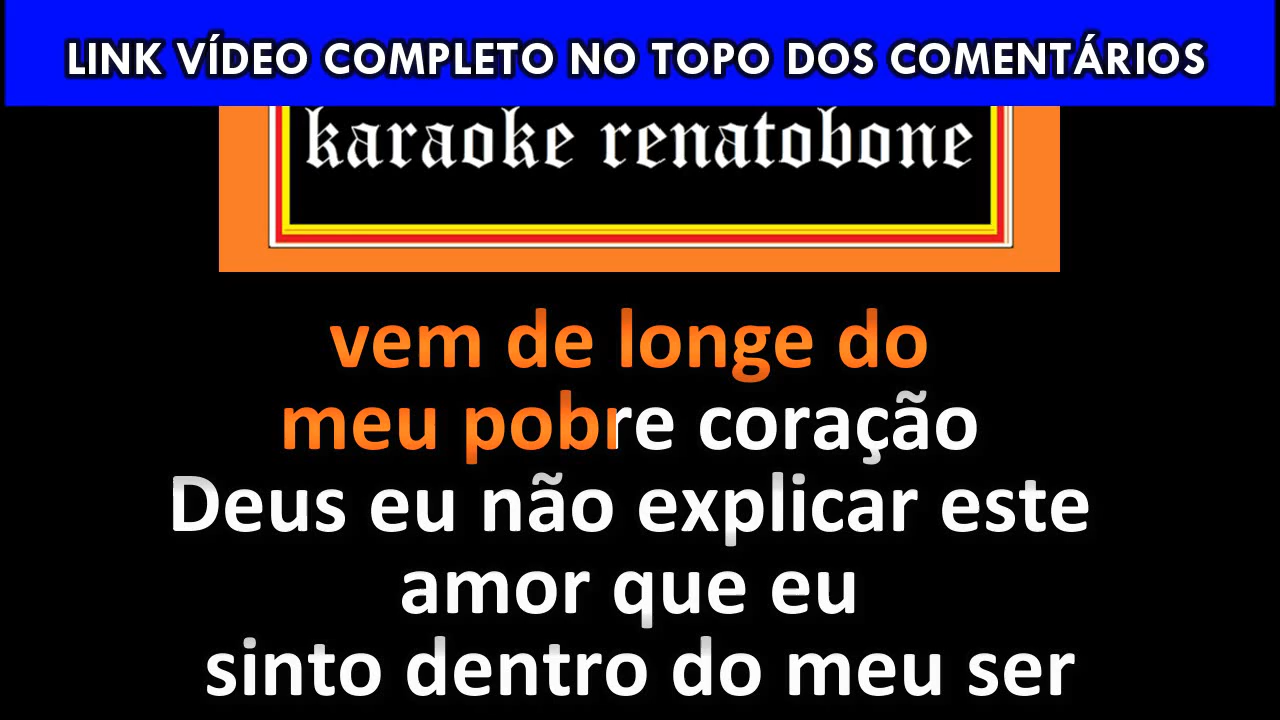 LINK VÍDEO COMPLETO NO TOPO DOS COMENTÁRIOS
karaoke renatobone
vem de longe do
meu pobre coração
Deus eu não explicar este
amor que eu
sinto dentro do meu ser